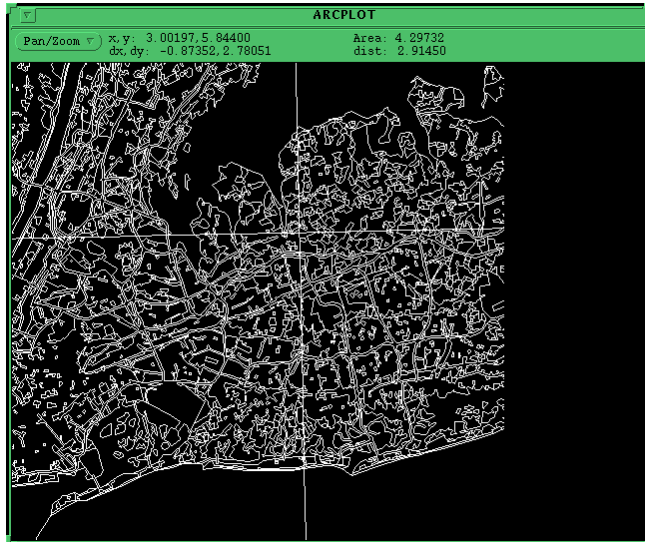 ARCPLOT
Pan/Zoom
x,y: 3.00197,5.84400 Area: 4.29732
dx,dy: -0.87352,2.78051 dist: 2.91450